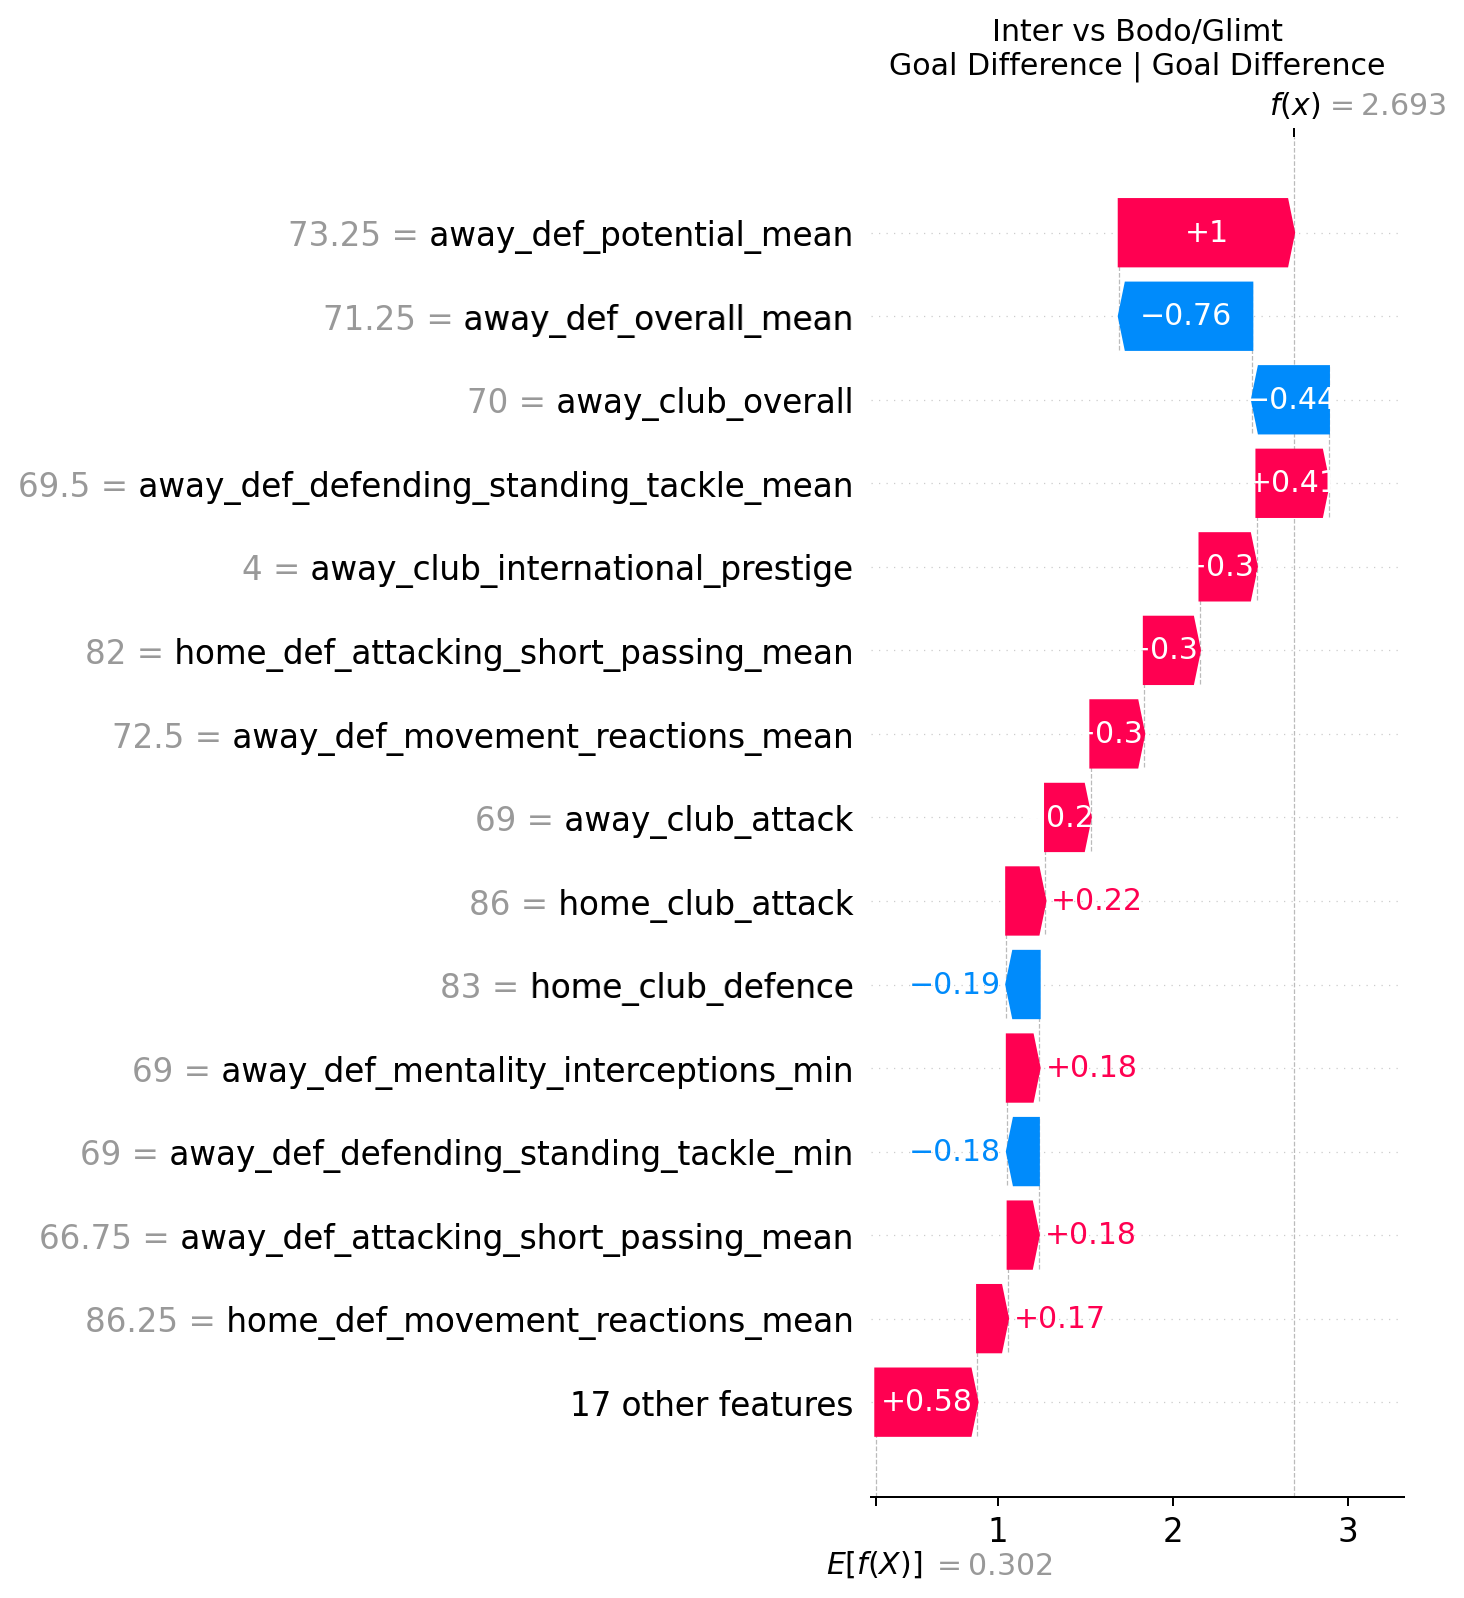 Inter vs Bodo/Glimt
Goal Difference | Goal Difference
f(x) = 2.693
73.25 = away_def_potential_mean +1
71.25 = away_def_overall_mean −0.76
70 = away_club_overall −0.44
69.5 = away_def_defending_standing_tackle_mean +0.41
4 = away_club_international_prestige
82 = home_def_attacking_short_passing_mean
72.5 = away_def_movement_reactions_mean
69 = away_club_attack
86 = home_club_attack +0.22
83 = home_club_defence −0.19
69 = away_def_mentality_interceptions_min +0.18
69 = away_def_defending_standing_tackle_min −0.18
66.75 = away_def_attacking_short_passing_mean +0.18
86.25 = home_def_movement_reactions_mean +0.17
17 other features +0.58
1 2 3
E[f(X)] = 0.302